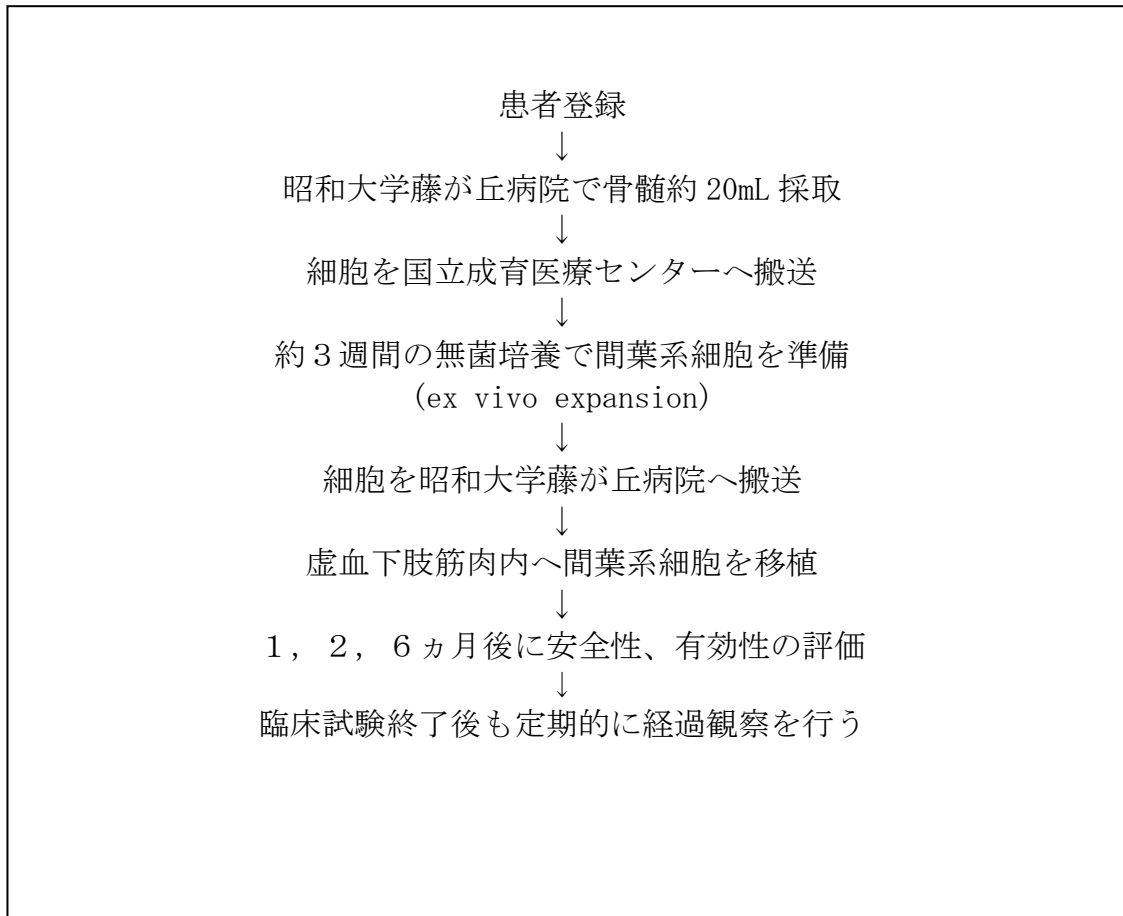 患者登録
↓
昭和大学藤が丘病院で骨髄約 20mL 採取
↓
細胞を国立成育医療センターへ搬送
↓
約３週間の無菌培養で間葉系細胞を準備
(ex vivo expansion)
↓
細胞を昭和大学藤が丘病院へ搬送
↓
虚血下肢筋肉内へ間葉系細胞を移植
↓
１，２，６ヵ月後に安全性、有効性の評価
↓
臨床試験終了後も定期的に経過観察を行う